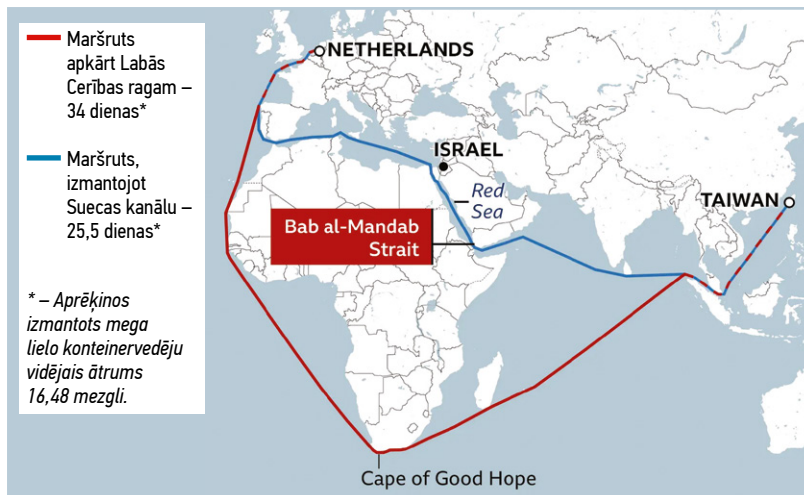 Maršruts
apkārt Labās
Cerības ragam –
34 dienas*
Maršruts,
izmantojot
Suecas kanālu –
25,5 dienas*
* – Aprēķinos
izmantots mega
lielo konteinervedēju
vidējais ātrums
16,48 mezgli.
NETHERLANDS
ISRAEL
Red
Sea
TAIWAN
Bab al-Mandab
Strait
Cape of Good Hope